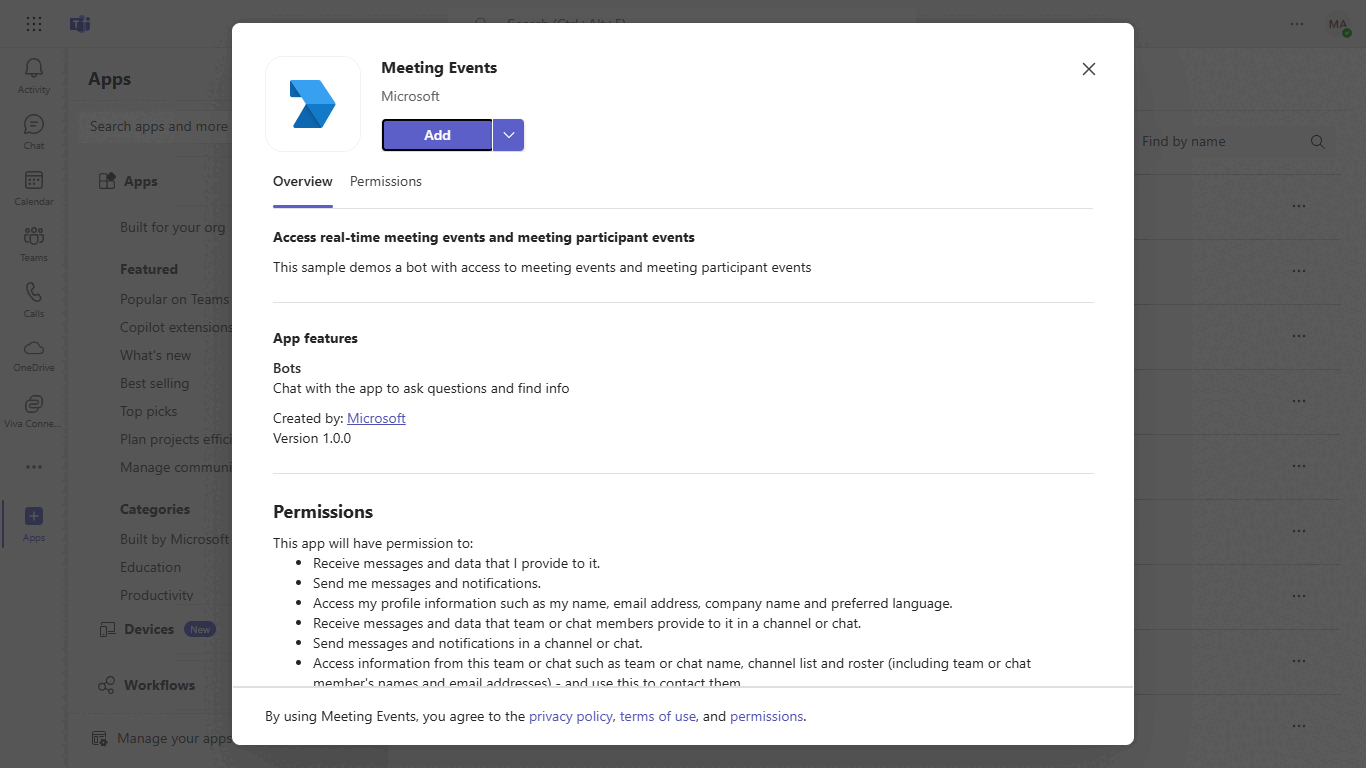 Search (Ctrl+Alt+E)
MA
Activity
Chat
Calendar
Teams
Calls
OneDrive
Viva Conne...
Apps
Apps
Search apps and more
Apps
Built for your org
Featured
Popular on Teams
Copilot extensions
What's new
Best selling
Top picks
Plan projects effici
Manage communi
Categories
Built by Microsoft
Education
Productivity
Devices New
Workflows
Manage your apps
Find by name
Meeting Events
Microsoft
Add
Overview Permissions
Access real-time meeting events and meeting participant events
This sample demos a bot with access to meeting events and meeting participant events
App features
Bots
Chat with the app to ask questions and find info
Created by: Microsoft
Version 1.0.0
Permissions
This app will have permission to:
• Receive messages and data that I provide to it.
• Send me messages and notifications.
• Access my profile information such as my name, email address, company name and preferred language.
• Receive messages and data that team or chat members provide to it in a channel or chat.
• Send messages and notifications in a channel or chat.
• Access information from this team or chat such as team or chat name, channel list and roster (including team or chat
member's names and email addresses) - and use this to contact them.
By using Meeting Events, you agree to the privacy policy, terms of use, and permissions.